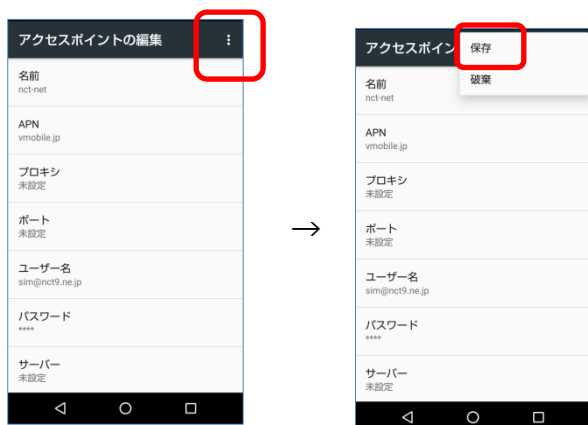 アクセスポイントの編集
名前
nct-net
APN
vmobile.jp
プロキシ
未設定
ポート
未設定
ユーザー名
sim@nct9.ne.jp
パスワード
****
サーバー
未設定
→
アクセスポイン
保存
破棄
名前
nct-net
APN
vmobile.jp
プロキシ
未設定
ポート
未設定
ユーザー名
sim@nct9.ne.jp
パスワード
****
サーバー
未設定